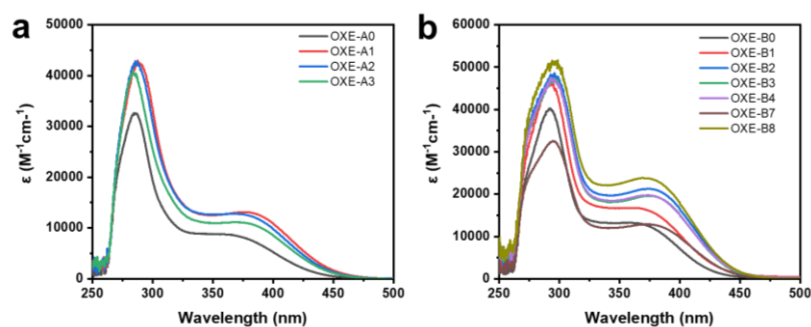 a
OXE-A0
OXE-A1
OXE-A2
OXE-A3
ε (M⁻¹cm-¹)
50000
40000
30000
20000
10000
0
250 300 350 400 450 500
Wavelength (nm)
b
OXE-B0
OXE-B1
OXE-B2
OXE-B3
OXE-B4
OXE-B7
OXE-B8
ε (M⁻¹cm-¹)
60000
50000
40000
30000
20000
10000
0
250 300 350 400 450 500
Wavelength (nm)